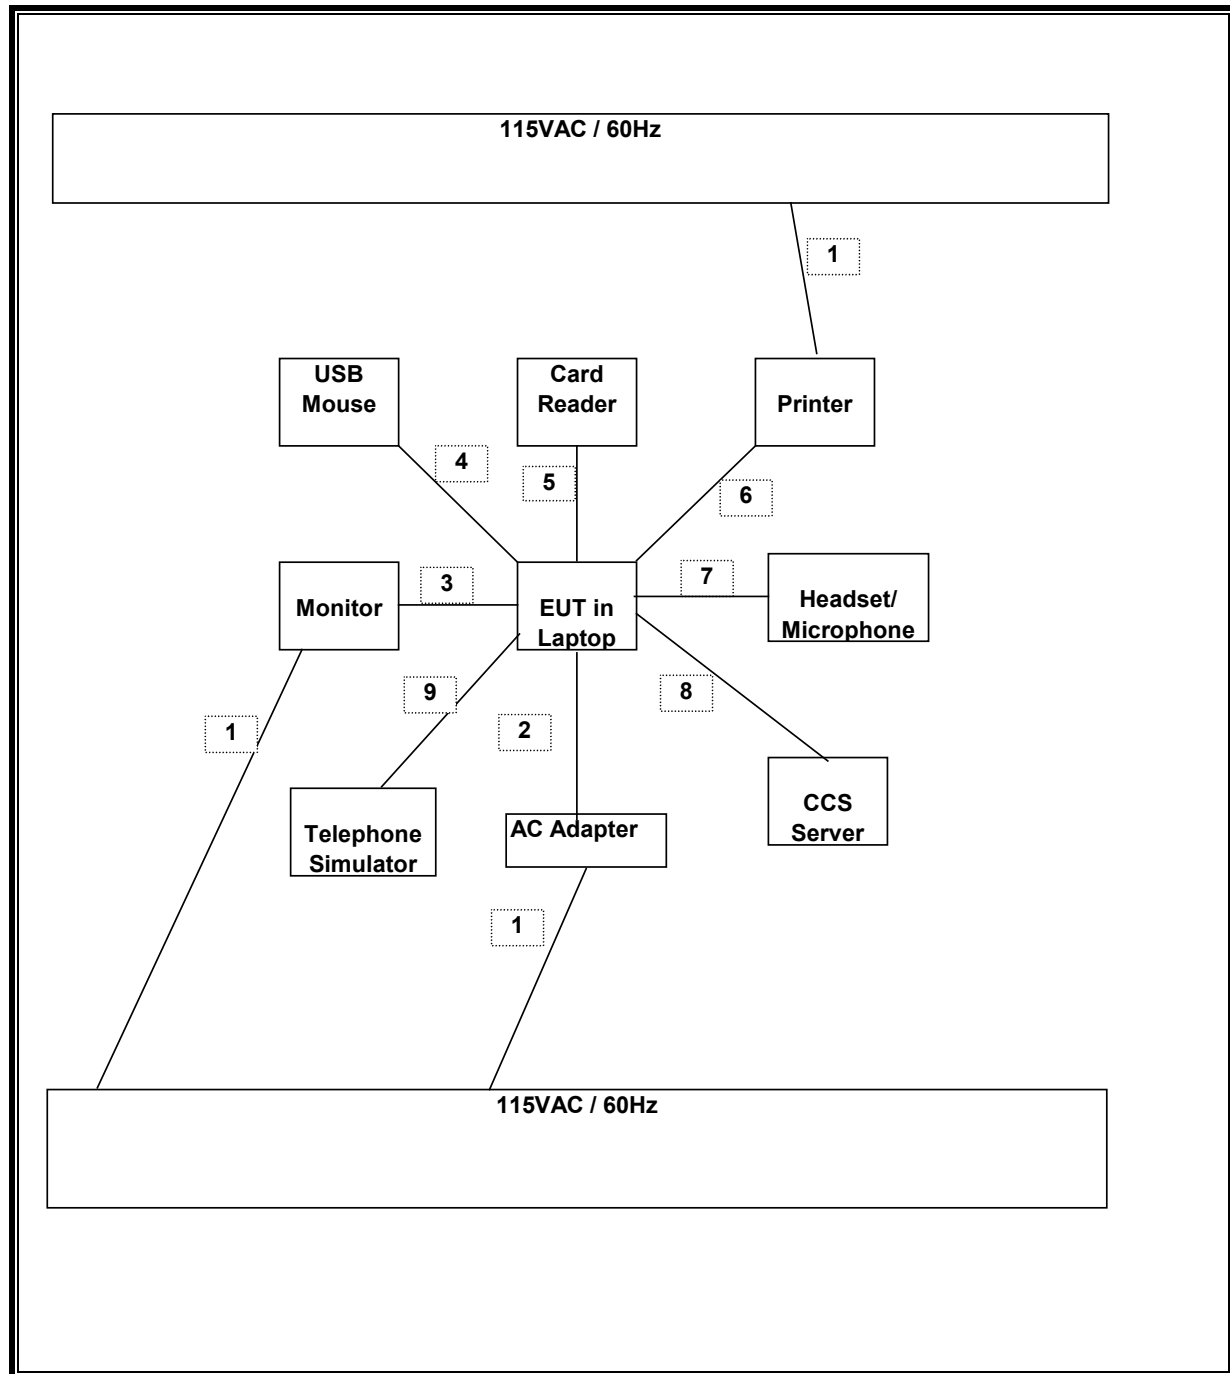 115VAC / 60Hz
1
USB
Mouse
Card
Reader
Printer
4
5
6
Monitor
3
EUT in
Laptop
7
Headset/
Microphone
9
2
8
1
Telephone
Simulator
AC Adapter
CCS
Server
1
115VAC / 60Hz